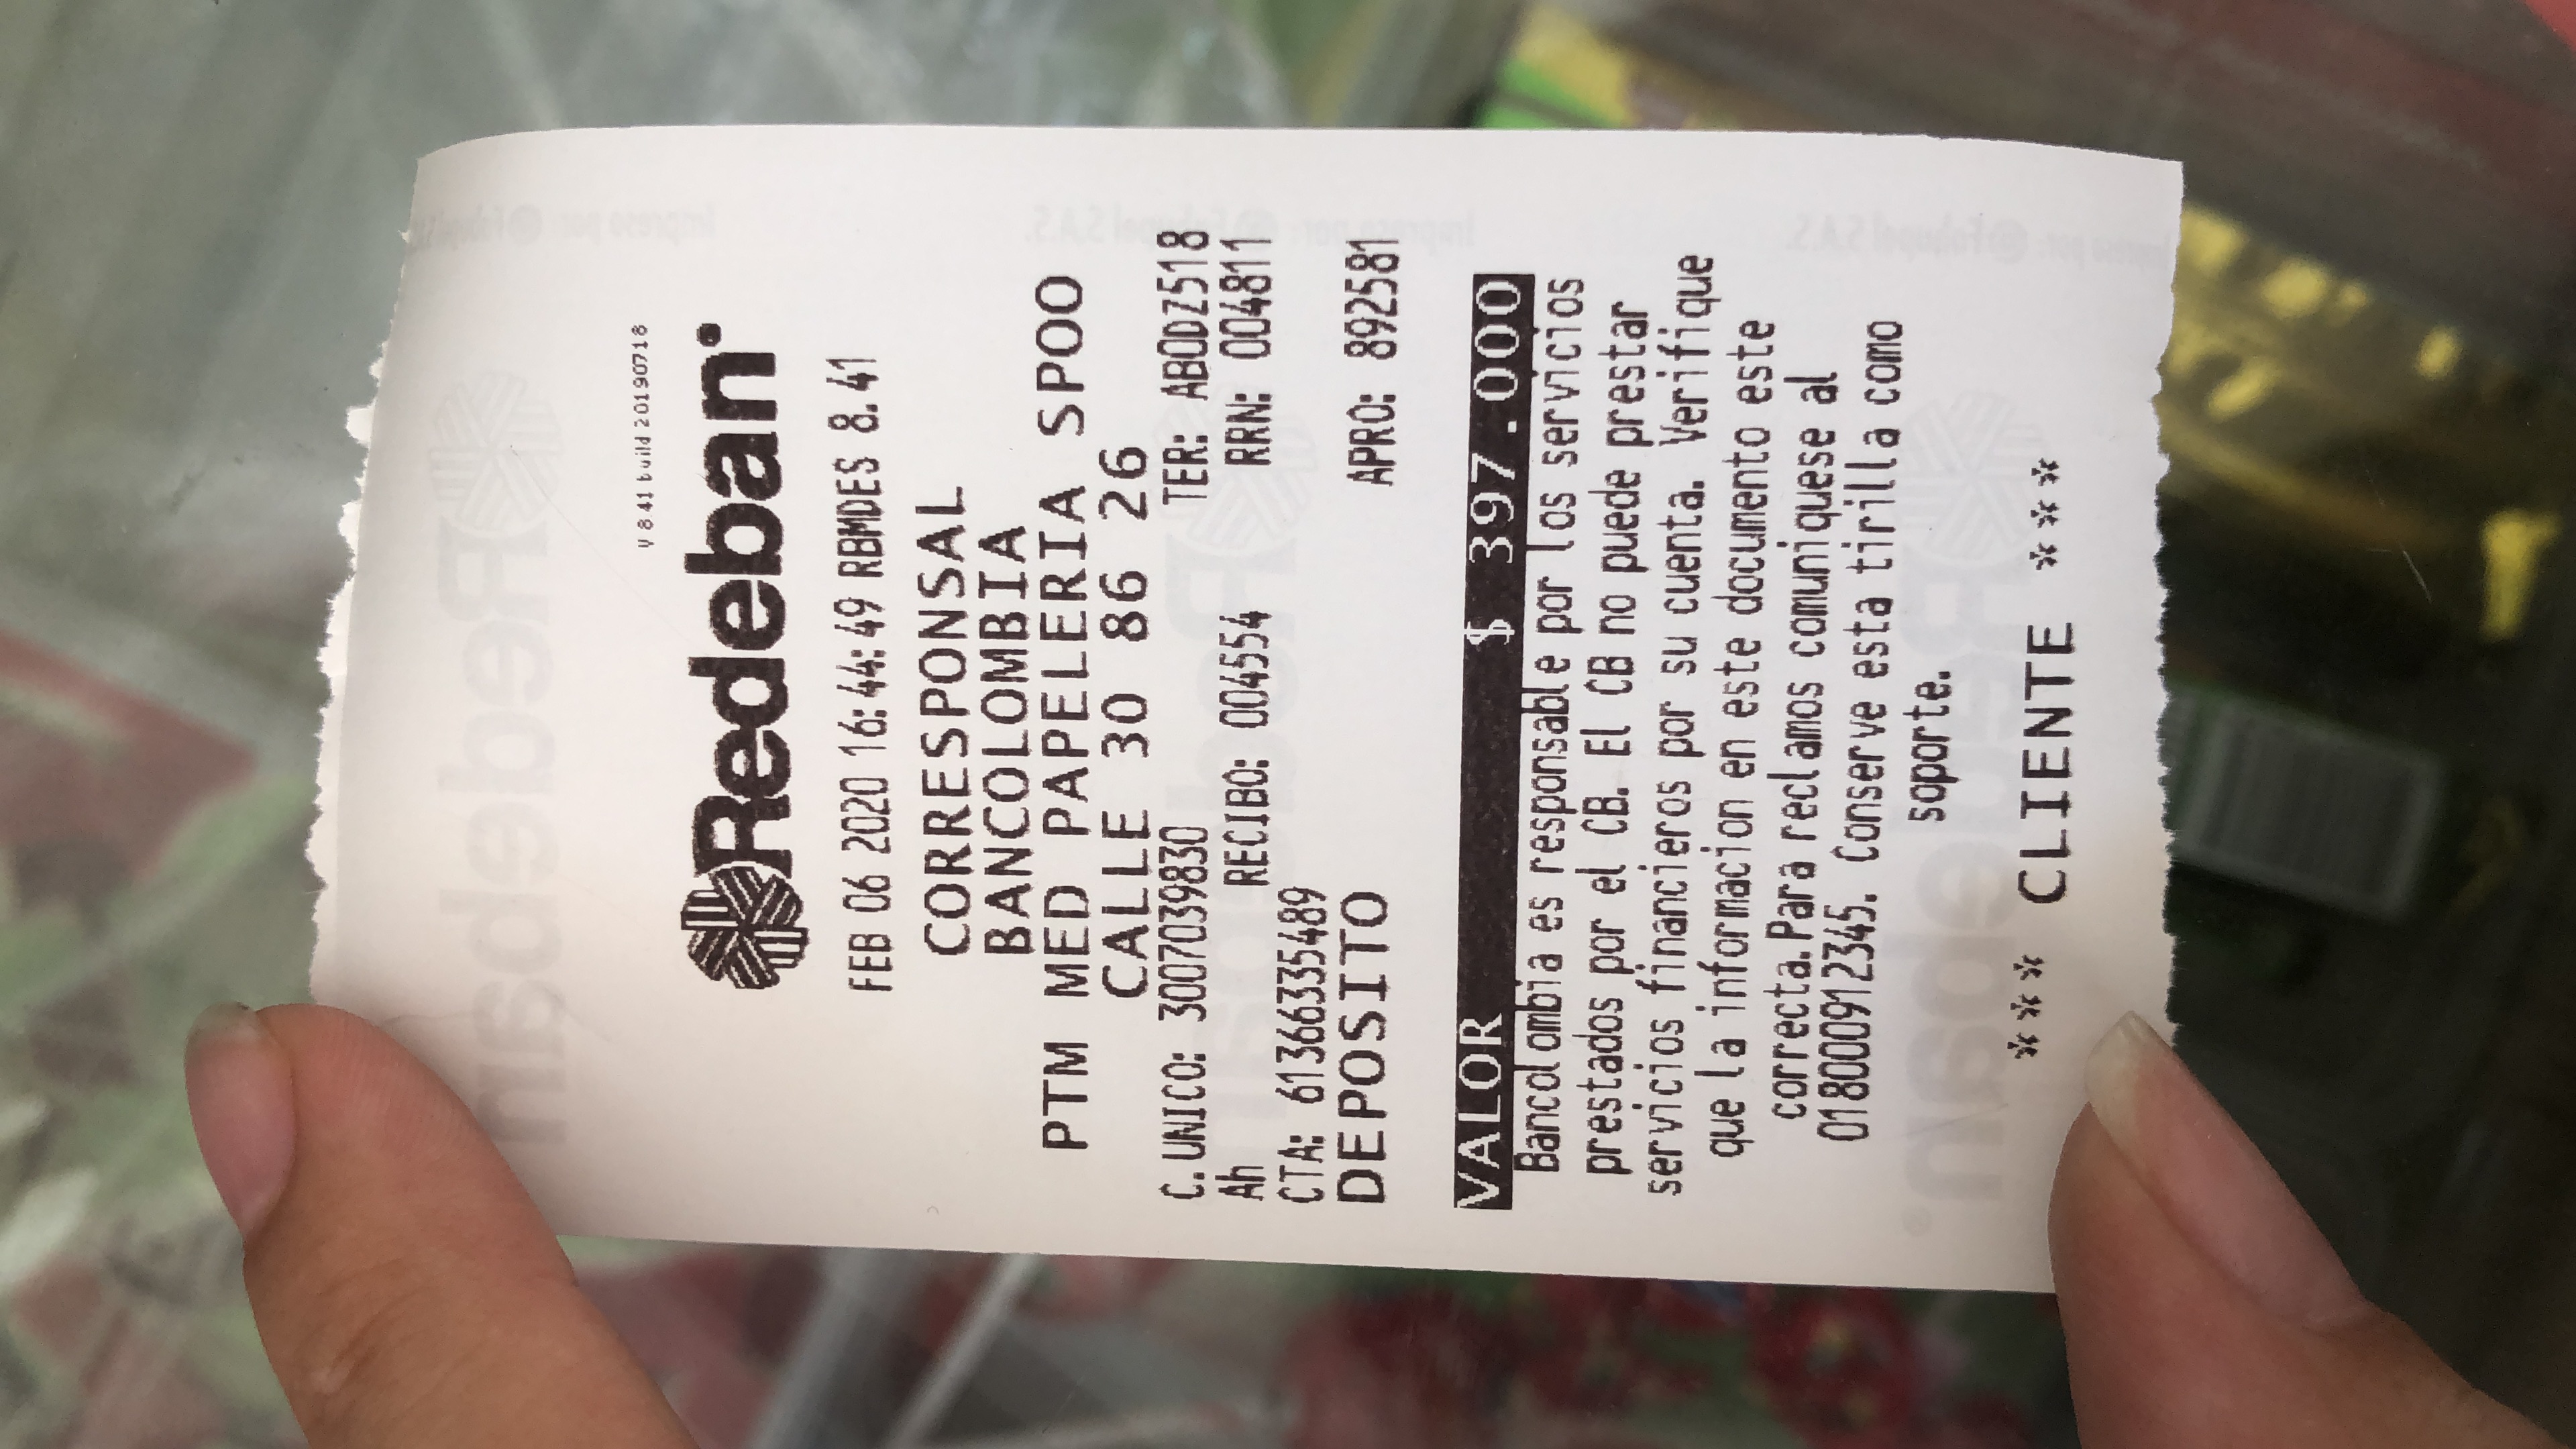 V 8 41 build 20190718
Redeban
FEB 06 2020 16:44:49 RBMDES 8.41
CORRESPONSAL
BANCOLOMBIA
PTM MED PAPELERIA SPOO
CALLE 30 86 26
C.UNICO: 3007039830 TER: ABODZ518
Ah RECIBO: 004554 RRN: 004811
CTA: 61366335489
DEPOSITO APRO: 892581
VALOR $ 397.000
Bancolombia es responsable por los servicios
prestados por el CB. El CB no puede prestar
servicios financieros por su cuenta. Verifique
que la informacion en este documento este
correcta.Para reclamos comuniquese al
018000912345. Conserve esta tirilla como
soporte.
*** CLIENTE ***